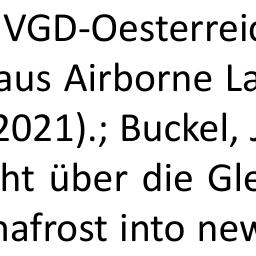 VGD-Oesterreic
aus Airborne La
2021).; Buckel, J
ht über die Gle
nafrost into new